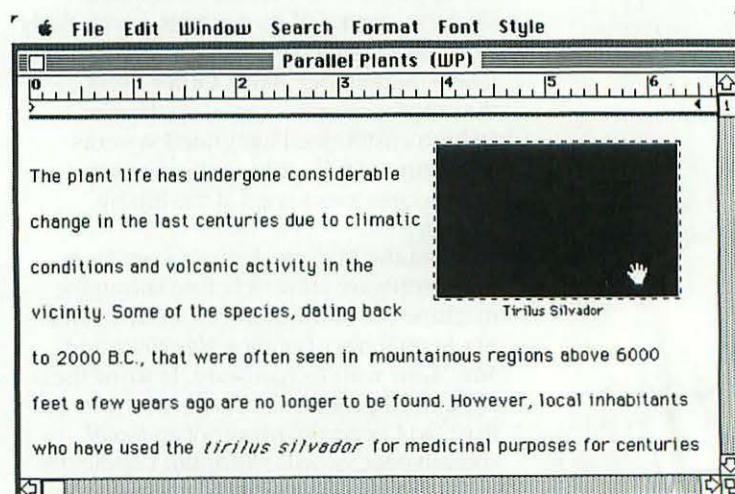 File Edit Window Search Format Font Style
Parallel Plants (WP)
0 1 2 3 4 5 6
1
The plant life has undergone considerable
change in the last centuries due to climatic
conditions and volcanic activity in the
vicinity. Some of the species, dating back
Tirilus Silvador
to 2000 B.C., that were often seen in mountainous regions above 6000
feet a few years ago are no longer to be found. However, local inhabitants
who have used the tirilus silvador for medicinal purposes for centuries